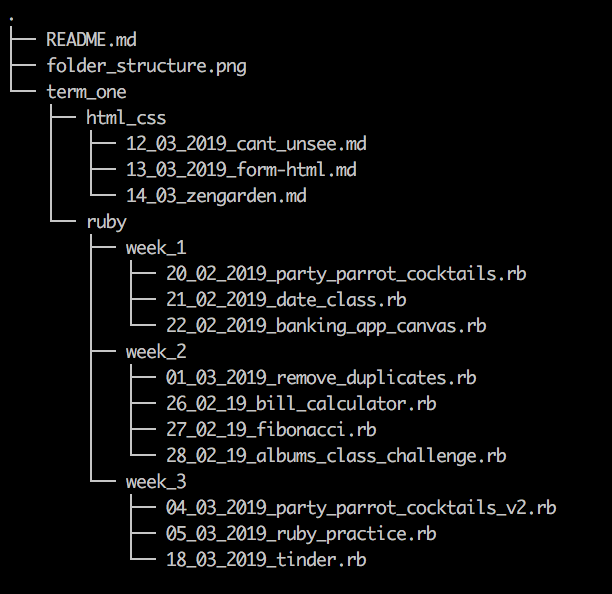 .
├── README.md
├── folder_structure.png
└── term_one
    ├── html_css
    │   ├── 12_03_2019_cant_unsee.md
    │   ├── 13_03_2019_form-html.md
    │   └── 14_03_zengarden.md
    └── ruby
        ├── week_1
        │   ├── 20_02_2019_party_parrot_cocktails.rb
        │   ├── 21_02_2019_date_class.rb
        │   └── 22_02_2019_banking_app_canvas.rb
        ├── week_2
        │   ├── 01_03_2019_remove_duplicates.rb
        │   ├── 26_02_19_bill_calculator.rb
        │   ├── 27_02_19_fibonacci.rb
        │   └── 28_02_19_albums_class_challenge.rb
        └── week_3
            ├── 04_03_2019_party_parrot_cocktails_v2.rb
            ├── 05_03_2019_ruby_practice.rb
            └── 18_03_2019_tinder.rb